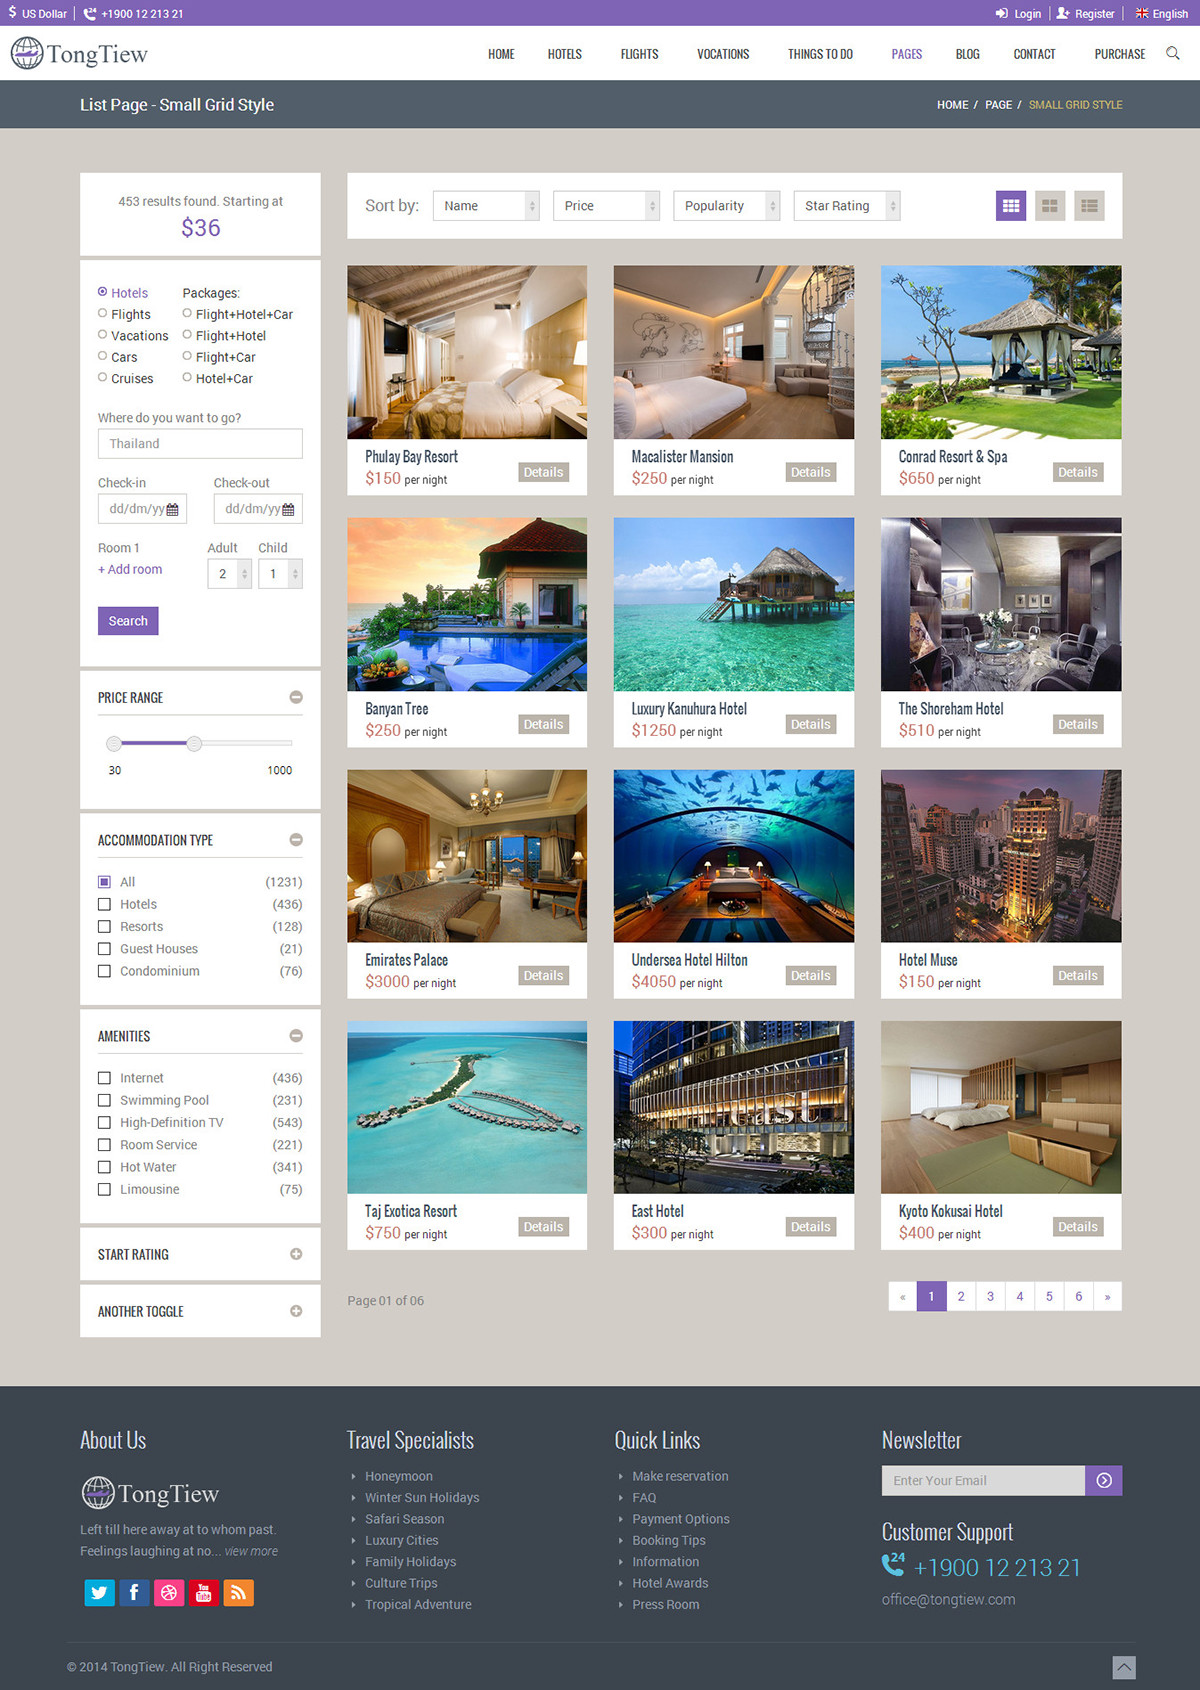 $ US Dollar
24 +1900 12 213 21
Login
Register
English
TongTiew
HOME
HOTELS
FLIGHTS
VOCATIONS
THINGS TO DO
PAGES
BLOG
CONTACT
PURCHASE
List Page - Small Grid Style
HOME / PAGE / SMALL GRID STYLE
453 results found. Starting at
$36
Hotels
Flights
Vacations
Cars
Cruises
Packages:
Flight+Hotel+Car
Flight+Hotel
Flight+Car
Hotel+Car
Where do you want to go?
Thailand
Check-in
Check-out
dd/dm/yy
dd/dm/yy
Room 1
Adult
Child
+ Add room
2
1
Search
PRICE RANGE
30
1000
ACCOMMODATION TYPE
All (1231)
Hotels (436)
Resorts (128)
Guest Houses (21)
Condominium (76)
AMENITIES
Internet (436)
Swimming Pool (231)
High-Definition TV (543)
Room Service (221)
Hot Water (341)
Limousine (75)
START RATING
ANOTHER TOGGLE
Sort by:
Name
Price
Popularity
Star Rating
Phulay Bay Resort
$150 per night
Details
Macalister Mansion
$250 per night
Details
Conrad Resort & Spa
$650 per night
Details
Banyan Tree
$250 per night
Details
Luxury Kanuhura Hotel
$1250 per night
Details
The Shoreham Hotel
$510 per night
Details
Emirates Palace
$3000 per night
Details
Undersea Hotel Hilton
$4050 per night
Details
Hotel Muse
$150 per night
Details
east
Taj Exotica Resort
$750 per night
Details
East Hotel
$300 per night
Details
Kyoto Kokusai Hotel
$400 per night
Details
Page 01 of 06
« 1 2 3 4 5 6 »
About Us
TongTiew
Left till here away at to whom past.
Feelings laughing at no... view more
You Tube
Travel Specialists
Honeymoon
Winter Sun Holidays
Safari Season
Luxury Cities
Family Holidays
Culture Trips
Tropical Adventure
Quick Links
Make reservation
FAQ
Payment Options
Booking Tips
Information
Hotel Awards
Press Room
Newsletter
Enter Your Email
Customer Support
24 +1900 12 213 21
office@tongtiew.com
© 2014 TongTiew. All Right Reserved